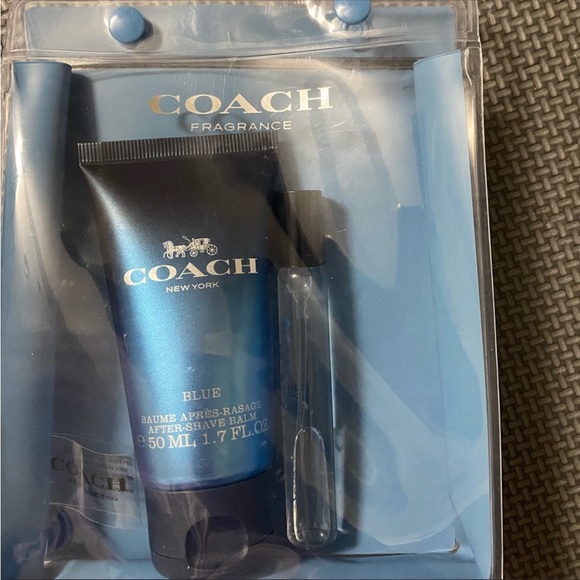 COACH
FRAGRANCE
COACH
NEW YORK
BLUE
BAUME APRÈS-RASAGE
AFTER-SHAVE BALM
e 50 ML, 1.7 FL.OZ
COACH